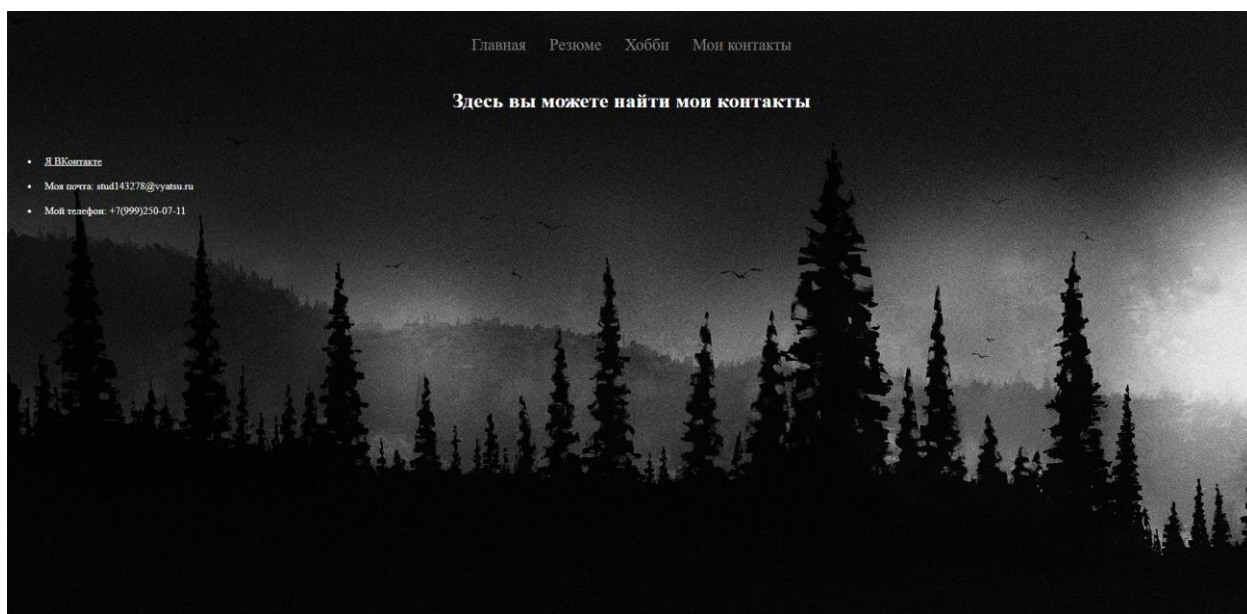 Главная Резюме Хобби Мои контакты
Здесь вы можете найти мои контакты
Я ВКонтакте
Моя почта: stud143278@vyatsu.ru
Мой телефон: +7(999)250-07-11